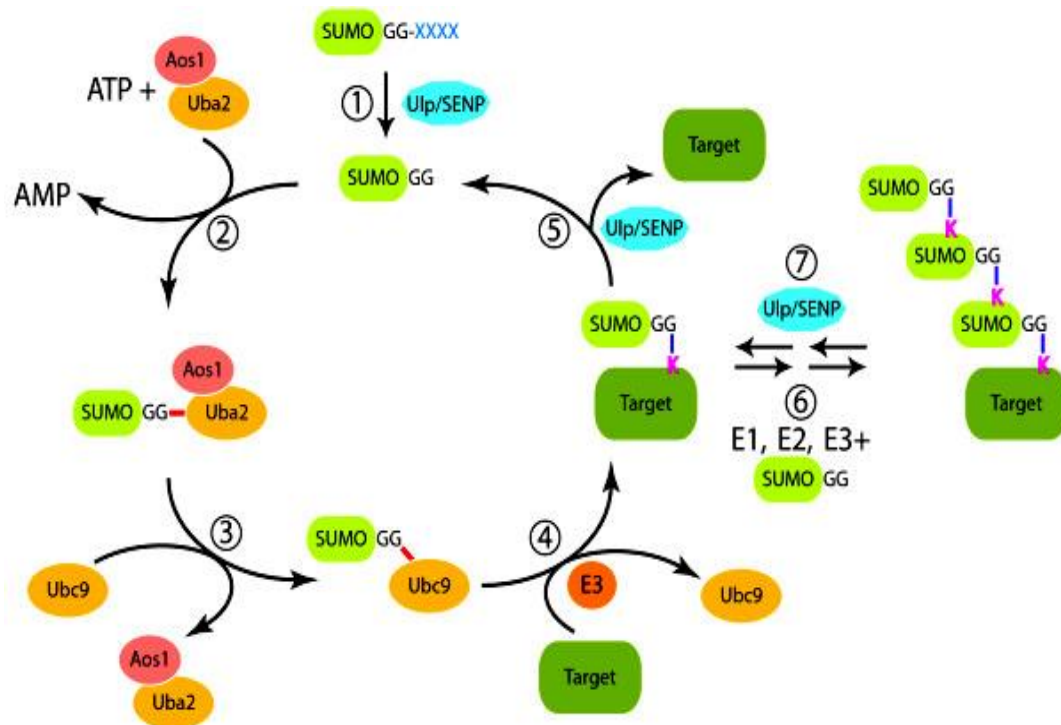 SUMO GG-XXXX
Aos1
ATP +
Uba2
① Ulp/SENP
Target
SUMO GG
SUMO GG
AMP
K
②
⑤ Ulp/SENP
SUMO GG
⑦
K
SUMO GG
Ulp/SENP
SUMO GG
Aos1
K
K
SUMO GG
Uba2
Target
Target
⑥
E1, E2, E3+
SUMO GG
③
SUMO GG
④
Ubc9
Ubc9
E3
Ubc9
Aos1
Target
Uba2